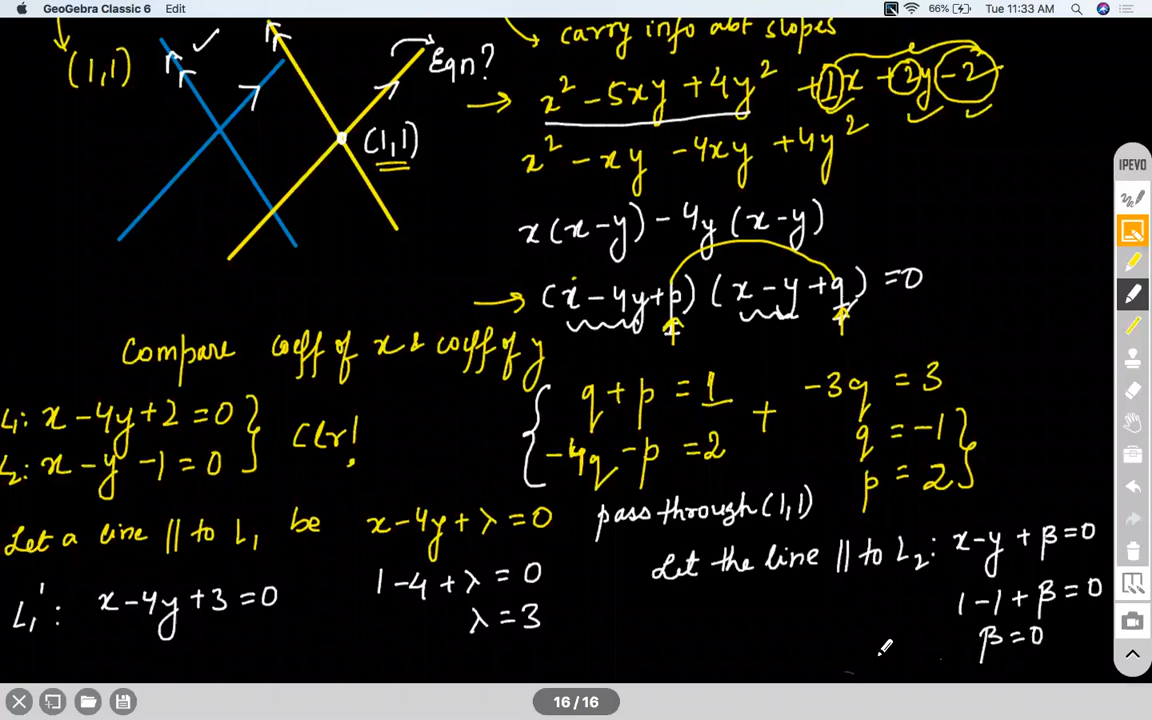 GeoGebra Classic 6 Edit
66% Tue 11:33 AM
carry info abt slopes
(1,1)
Eqn?
x² - 5xy + 4y² + 1x + 2y - 2
(1,1)
x² - xy - 4xy + 4y²
IPEVO
x(x-y) - 4y(x-y)
(x - 4y + p) (x - y + q) = 0
Compare coeff of x & coeff of y
q + p = 1
-3q = 3
L₁: x - 4y + 2 = 0
L₂: x - y - 1 = 0
Clr!
-4q - p = 2
q = -1
p = 2
Let a line || to L₁ be x - 4y + λ = 0 pass through (1,1)
Let the line || to L₂: x - y + β = 0
L₁': x - 4y + 3 = 0
1 - 4 + λ = 0
1 - 1 + β = 0
λ = 3
β = 0
16 / 16